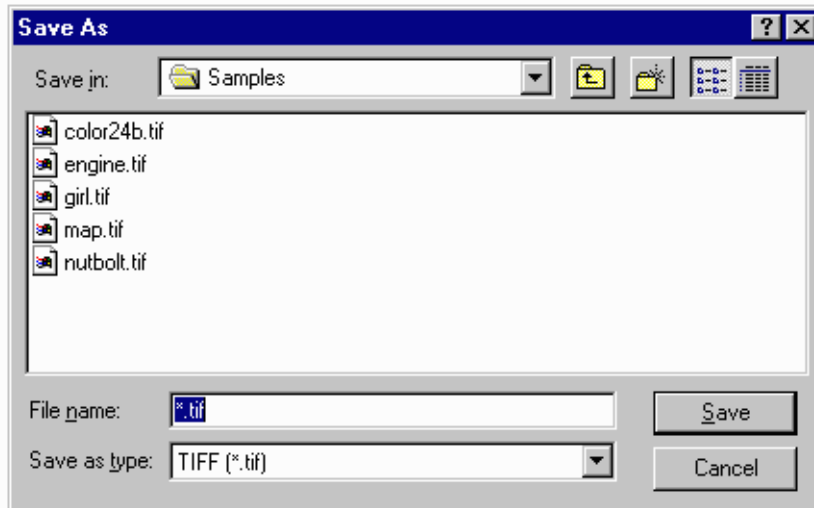 Save As
Save in: Samples
color24b.tif
engine.tif
girl.tif
map.tif
nutbolt.tif
File name: *.tif Save
Save as type: TIFF (*.tif) Cancel